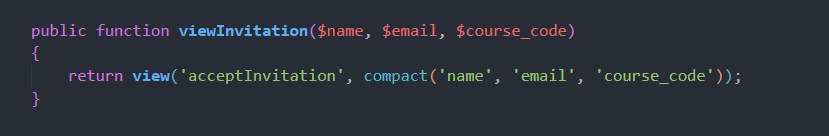 public function viewInvitation($name, $email, $course_code)
{
    return view('acceptInvitation', compact('name', 'email', 'course_code'));
}